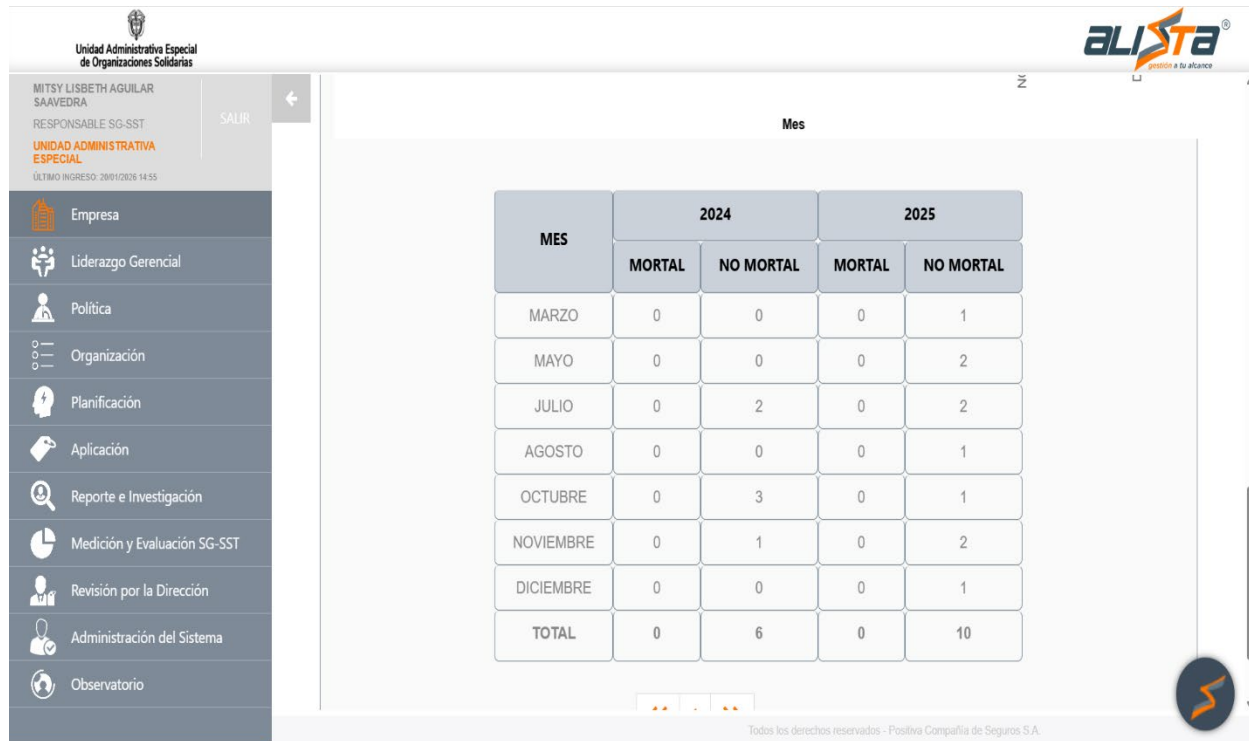 Unidad Administrativa Especial
de Organizaciones Solidarias
aLISTa®
gestión a tu alcance
MITSY LISBETH AGUILAR
SAAVEDRA
RESPONSABLE SG-SST
SALIR
UNIDAD ADMINISTRATIVA
ESPECIAL
ÚLTIMO INGRESO: 20/01/2026 14:55
Empresa
Liderazgo Gerencial
Política
Organización
Planificación
Aplicación
Reporte e Investigación
Medición y Evaluación SG-SST
Revisión por la Dirección
Administración del Sistema
Observatorio
Mes
MES 2024 2025
MORTAL NO MORTAL MORTAL NO MORTAL
MARZO 0 0 0 1
MAYO 0 0 0 2
JULIO 0 2 0 2
AGOSTO 0 0 0 1
OCTUBRE 0 3 0 1
NOVIEMBRE 0 1 0 2
DICIEMBRE 0 0 0 1
TOTAL 0 6 0 10
Todos los derechos reservados - Positiva Compañía de Seguros S.A.